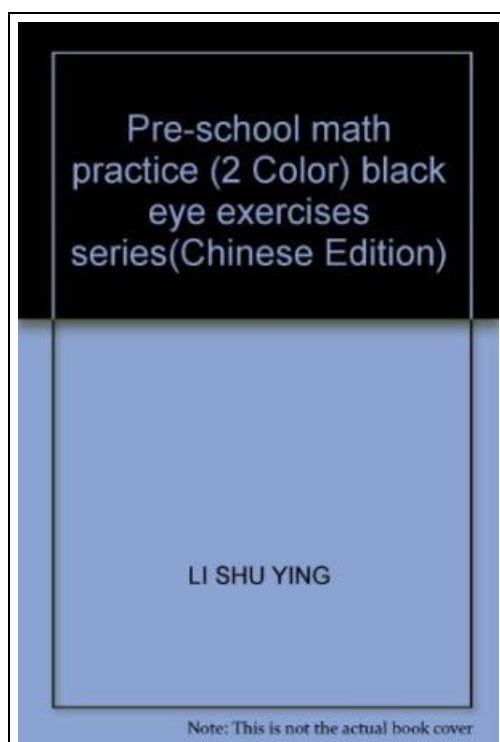 Pre-school math
practice (2 Color) black
eye exercises
series(Chinese Edition)
LI SHU YING
Note: This is not the actual book cover